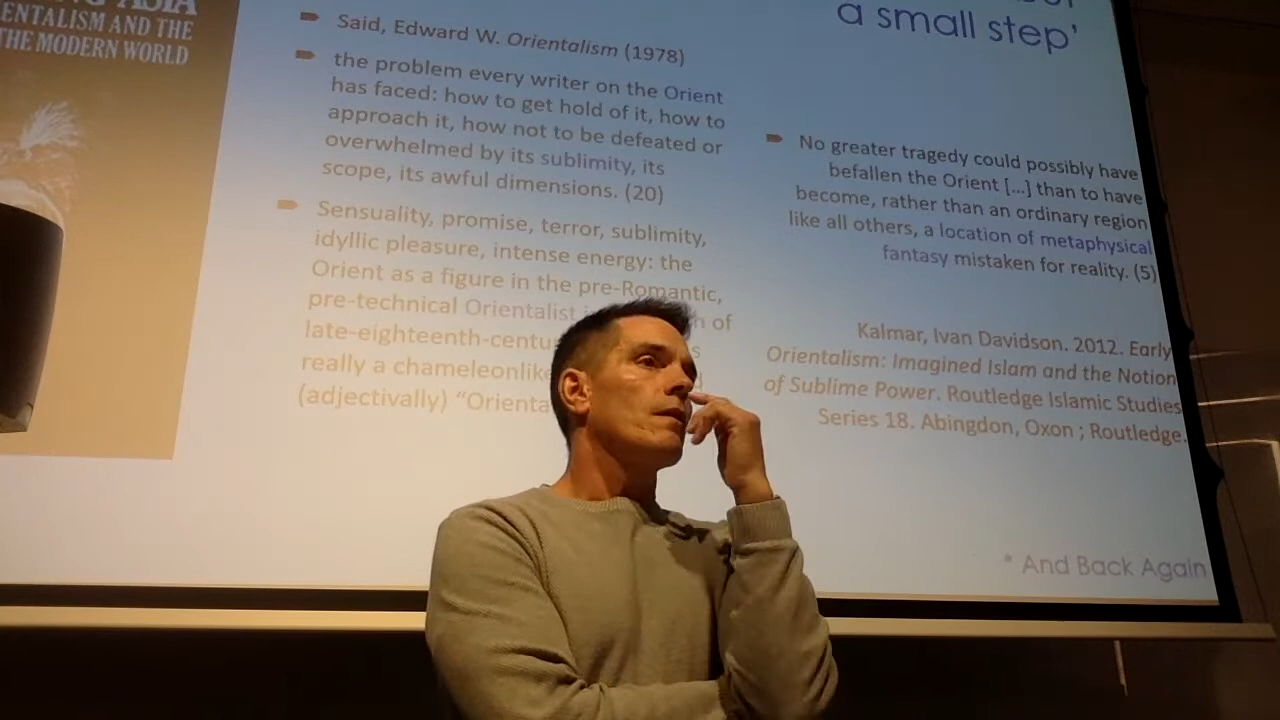 ASIA
ENTALISM AND THE
THE MODERN WORLD
Said, Edward W. Orientalism (1978)
the problem every writer on the Orient
has faced: how to get hold of it, how to
approach it, how not to be defeated or
overwhelmed by its sublimity, its
scope, its awful dimensions. (20)
Sensuality, promise, terror, sublimity,
idyllic pleasure, intense energy: the
Orient as a figure in the pre-Romantic,
pre-technical Orientalist
of
late-eighteenth-centu
really a chameleonlike
(adjectivally) “Orienta
a small step'
No greater tragedy could possibly have
befallen the Orient [...] than to have
become, rather than an ordinary region
like all others, a location of metaphysical
fantasy mistaken for reality. (5)
Kalmar, Ivan Davidson. 2012. Early
Orientalism: Imagined Islam and the Notion
of Sublime Power. Routledge Islamic Studies
Series 18. Abingdon, Oxon ; Routledge.
* And Back Again